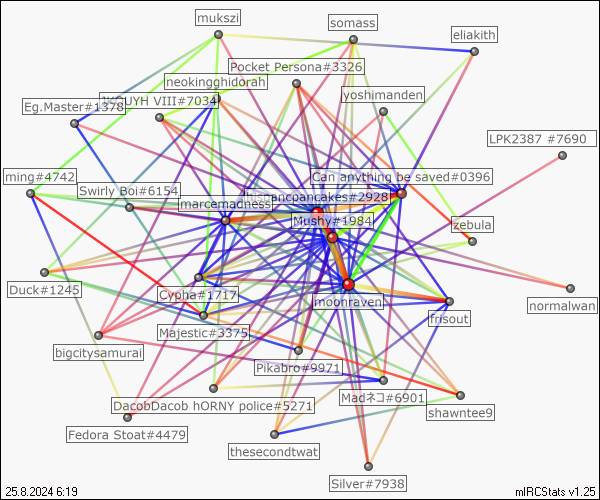 mukszi
somass
eliakith
Pocket Persona#3326
neokingghidorah
yoshimanden
Eg.Master#1378
VIII#7034
LPK2387 #7690
ming#4742
Can anything be saved#0396
Swirly Boi#6154
marcemadness
Mushy#1984
zebula
Duck#1245
Cypha#1717
moonraven
normalwan
frisout
Majestic#3375
bigcitysamurai
Pikabro#9971
DacobDacob hORNY police#5271
Madネコ#6901
shawntee9
Fedora Stoat#4479
thesecondtwat
Silver#7938
25.8.2024 6:19
mIRCStats v1.25